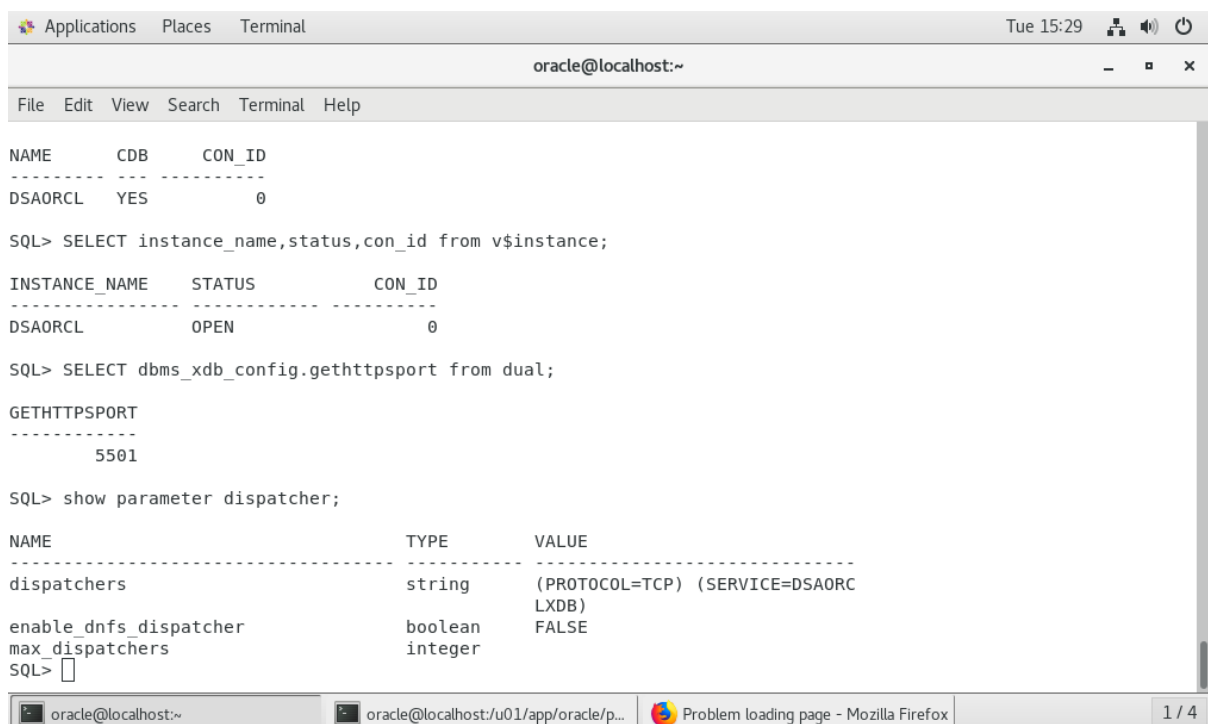 Applications Places Terminal Tue 15:29
oracle@localhost:~
File Edit View Search Terminal Help
NAME CDB CON_ID
--------- --- ----------
DSAORCL YES 0
SQL> SELECT instance_name,status,con_id from v$instance;
INSTANCE_NAME STATUS CON_ID
---------------- ------------ ----------
DSAORCL OPEN 0
SQL> SELECT dbms_xdb_config.gethttpsport from dual;
GETHTTPSPORT
------------
5501
SQL> show parameter dispatcher;
NAME TYPE VALUE
------------------------------------ ----------- ------------------------------
dispatchers string (PROTOCOL=TCP) (SERVICE=DSAORC
LXDB)
enable_dnfs_dispatcher boolean FALSE
max_dispatchers integer
SQL>
oracle@localhost:~ oracle@localhost:/u01/app/oracle/p... Problem loading page - Mozilla Firefox 1 / 4